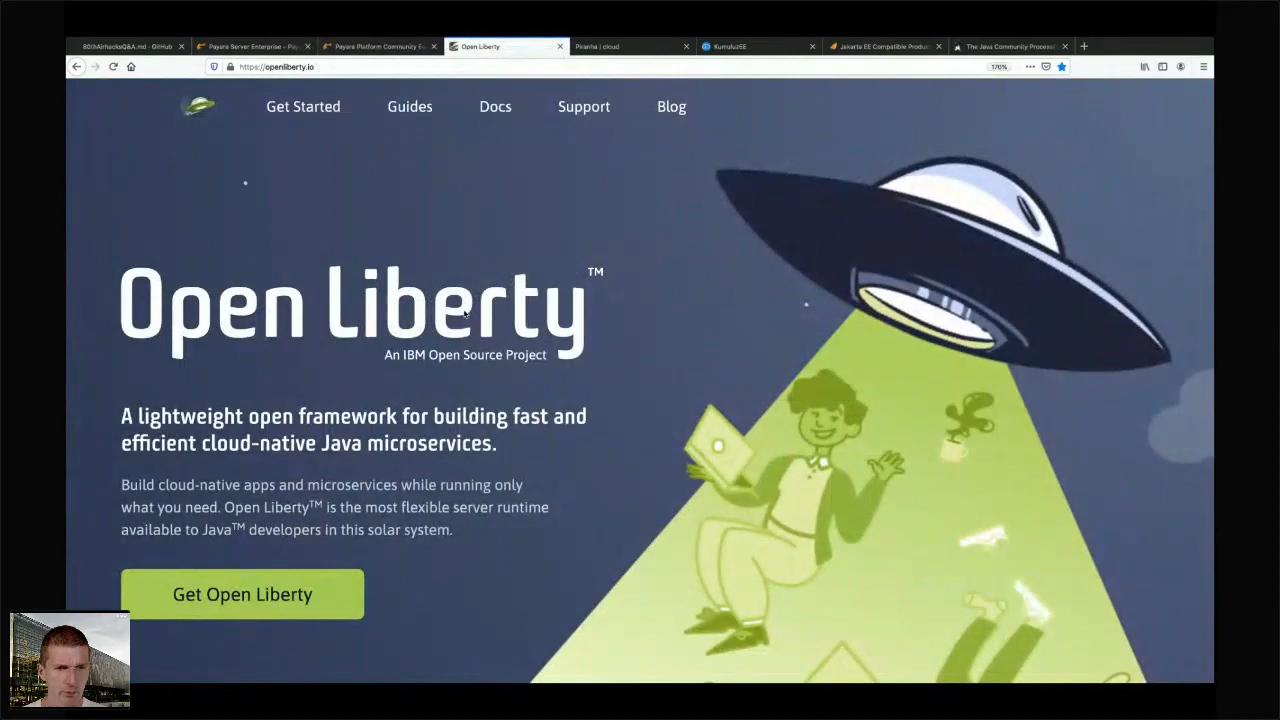 80thAirhacksQ&A.md · GitHub
Payara Server Enterprise – Pay
Payara Platform Community E
Open Liberty
Piranha | cloud
KumuluzEE
Jakarta EE Compatible Produc
The Java Community Process
https://openliberty.io
170%
Get Started
Guides
Docs
Support
Blog
Open Liberty™
An IBM Open Source Project
A lightweight open framework for building fast and
efficient cloud-native Java microservices.
Build cloud-native apps and microservices while running only
what you need. Open Liberty™ is the most flexible server runtime
available to Java™ developers in this solar system.
Get Open Liberty